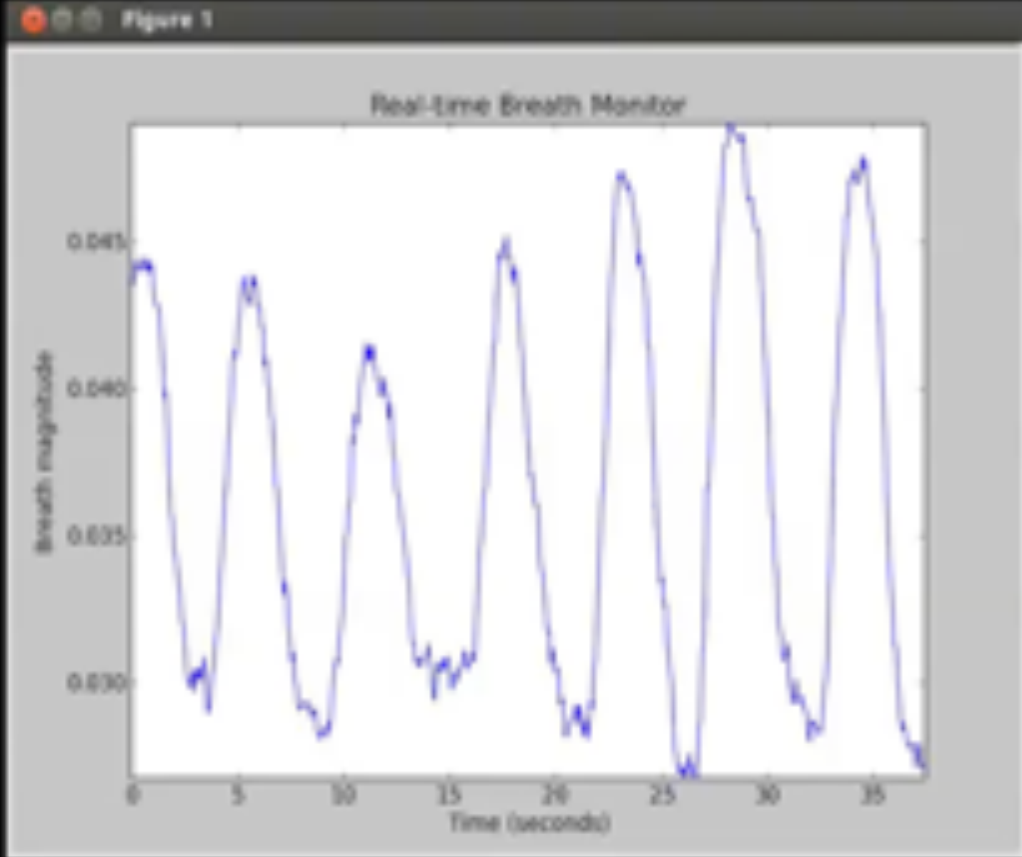 Figure 1
Real-time Breath Monitor
0.045
0.040
0.035
0.030
Breath magnitude
0 5 10 15 20 25 30 35
Time (seconds)